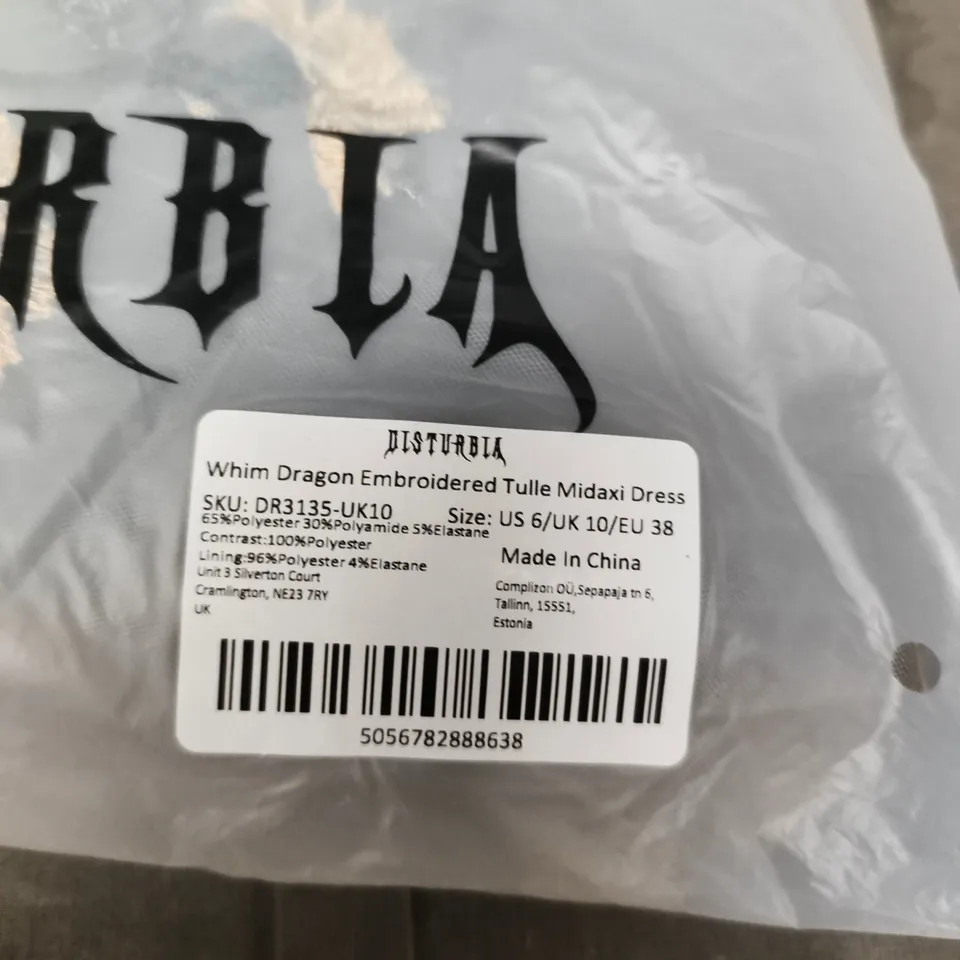 RBIA
DISTURBIA
Whim Dragon Embroidered Tulle Midaxi Dress
SKU: DR3135-UK10 Size: US 6/UK 10/EU 38
65%Polyester 30%Polyamide 5%Elastane
Contrast:100%Polyester
Lining:96%Polyester 4%Elastane
Made In China
Unit 3 Silverton Court
Cramlington, NE23 7RY
UK
Complizon OÜ,Sepapaja tn 6,
Tallinn, 15551,
Estonia
5056782888638